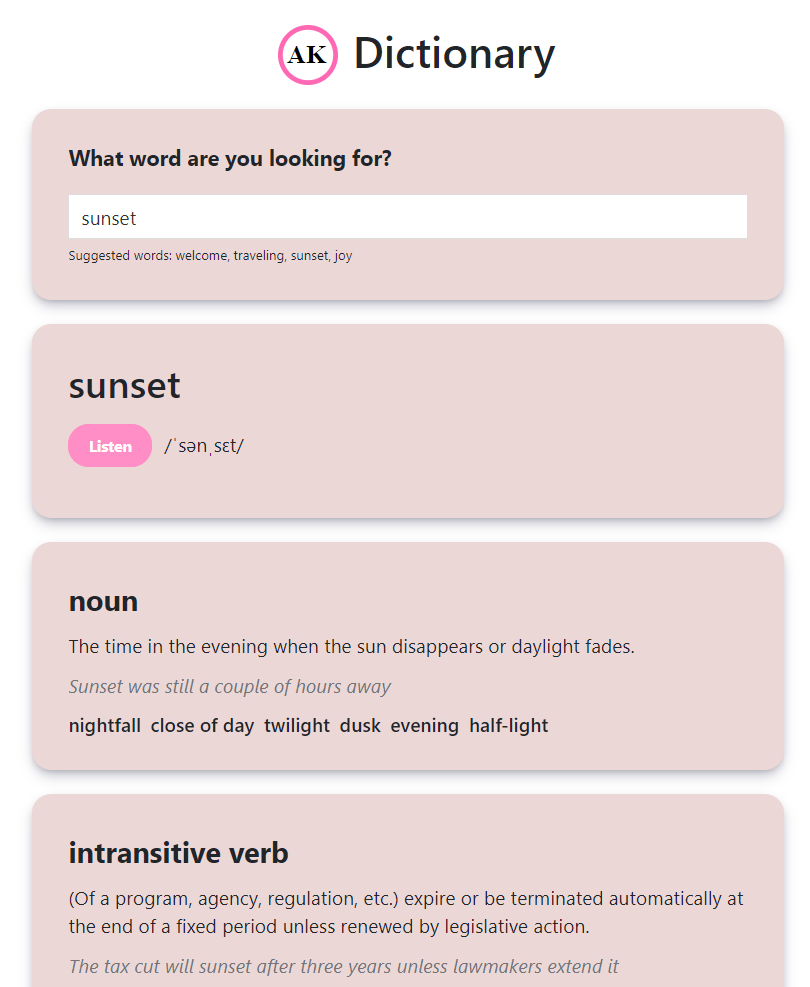 AK Dictionary
What word are you looking for?
sunset
Suggested words: welcome, traveling, sunset, joy
sunset
Listen /ˈsənˌsɛt/
noun
The time in the evening when the sun disappears or daylight fades.
Sunset was still a couple of hours away
nightfall close of day twilight dusk evening half-light
intransitive verb
(Of a program, agency, regulation, etc.) expire or be terminated automatically at
the end of a fixed period unless renewed by legislative action.
The tax cut will sunset after three years unless lawmakers extend it